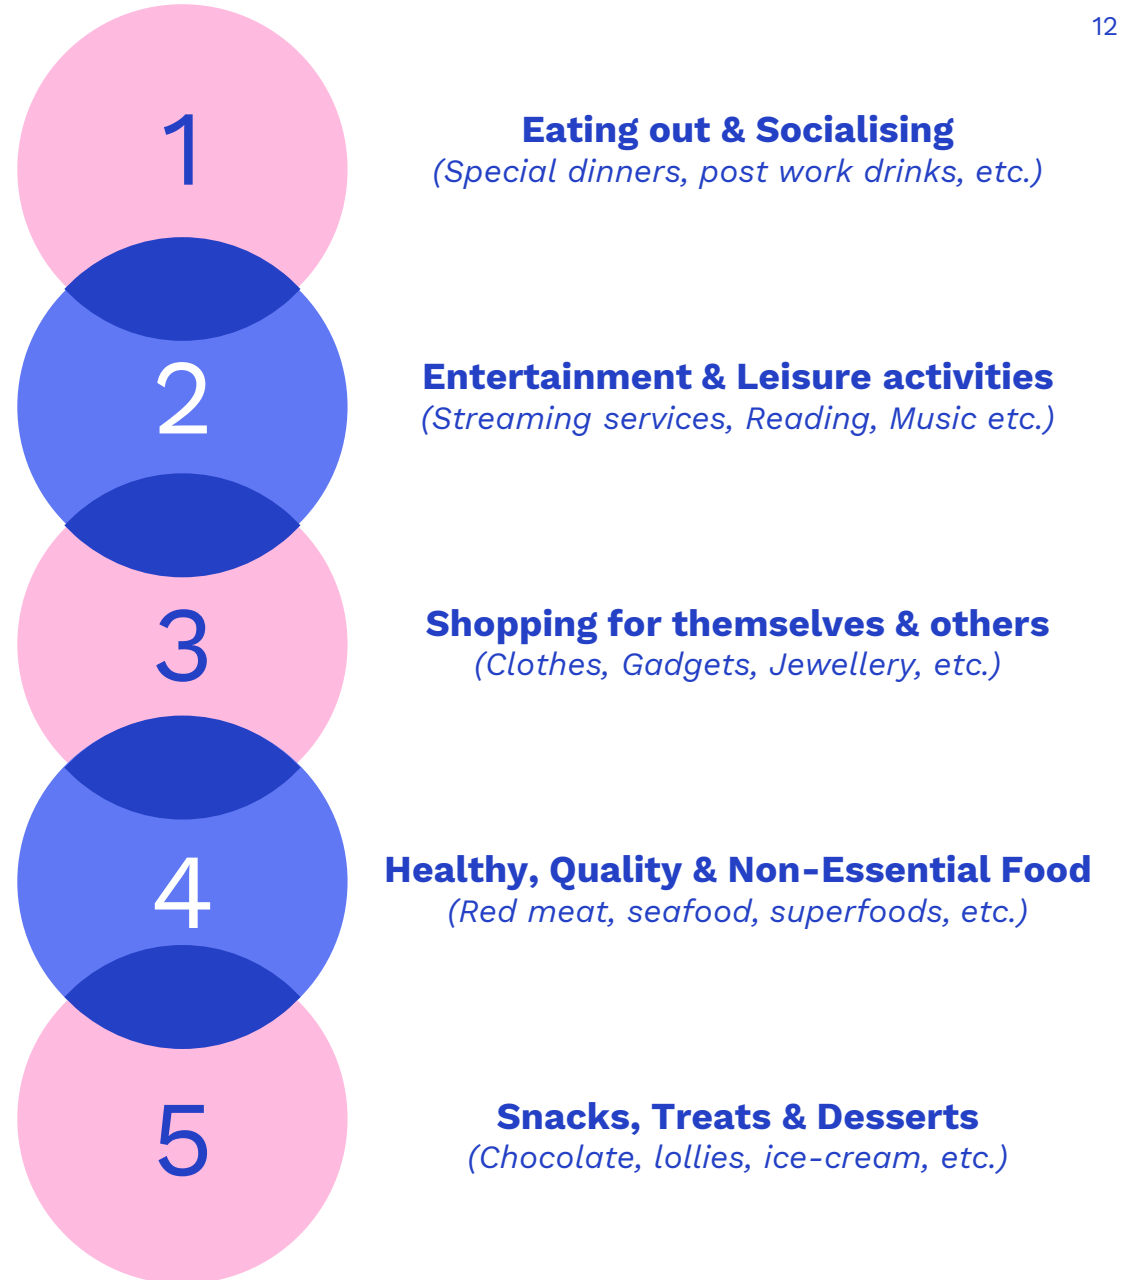 12
1
Eating out & Socialising
(Special dinners, post work drinks, etc.)
2
Entertainment & Leisure activities
(Streaming services, Reading, Music etc.)
3
Shopping for themselves & others
(Clothes, Gadgets, Jewellery, etc.)
4
Healthy, Quality & Non-Essential Food
(Red meat, seafood, superfoods, etc.)
5
Snacks, Treats & Desserts
(Chocolate, lollies, ice-cream, etc.)